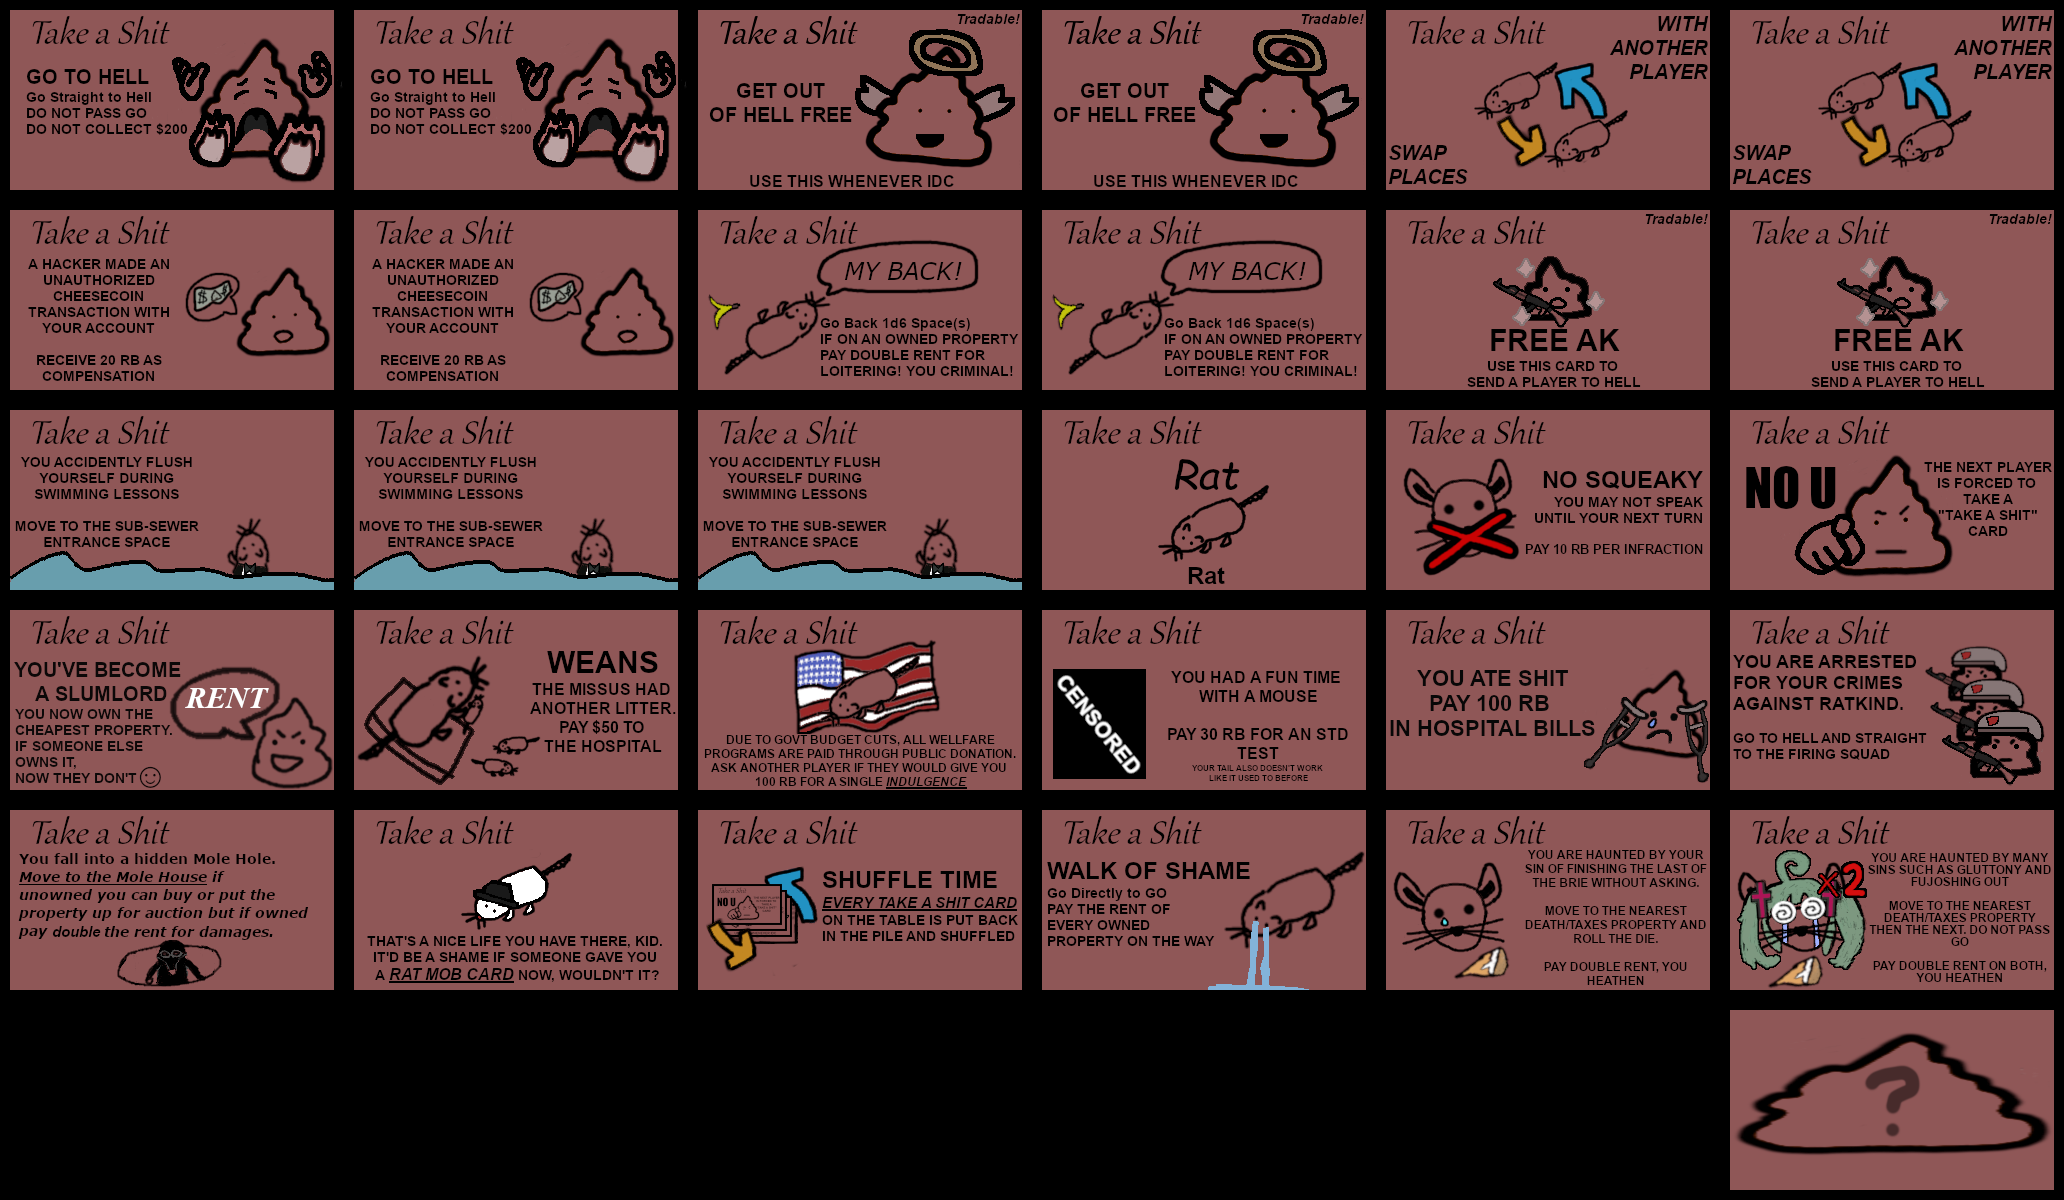 Take a Shit
GO TO HELL
Go Straight to Hell
DO NOT PASS GO
DO NOT COLLECT $200
Take a Shit
GO TO HELL
Go Straight to Hell
DO NOT PASS GO
DO NOT COLLECT $200
Tradable!
Take a Shit
GET OUT
OF HELL FREE
USE THIS WHENEVER IDC
Tradable!
Take a Shit
GET OUT
OF HELL FREE
USE THIS WHENEVER IDC
Take a Shit
WITH
ANOTHER
PLAYER
SWAP
PLACES
Take a Shit
WITH
ANOTHER
PLAYER
SWAP
PLACES
Take a Shit
A HACKER MADE AN
UNAUTHORIZED
CHEESECOIN
TRANSACTION WITH
YOUR ACCOUNT
RECEIVE 20 RB AS
COMPENSATION
Take a Shit
A HACKER MADE AN
UNAUTHORIZED
CHEESECOIN
TRANSACTION WITH
YOUR ACCOUNT
RECEIVE 20 RB AS
COMPENSATION
Take a Shit
MY BACK!
Go Back 1d6 Space(s)
IF ON AN OWNED PROPERTY
PAY DOUBLE RENT FOR
LOITERING! YOU CRIMINAL!
Take a Shit
MY BACK!
Go Back 1d6 Space(s)
IF ON AN OWNED PROPERTY
PAY DOUBLE RENT FOR
LOITERING! YOU CRIMINAL!
Tradable!
Take a Shit
FREE AK
USE THIS CARD TO
SEND A PLAYER TO HELL
Tradable!
Take a Shit
FREE AK
USE THIS CARD TO
SEND A PLAYER TO HELL
Take a Shit
YOU ACCIDENTLY FLUSH
YOURSELF DURING
SWIMMING LESSONS
MOVE TO THE SUB-SEWER
ENTRANCE SPACE
Take a Shit
YOU ACCIDENTLY FLUSH
YOURSELF DURING
SWIMMING LESSONS
MOVE TO THE SUB-SEWER
ENTRANCE SPACE
Take a Shit
YOU ACCIDENTLY FLUSH
YOURSELF DURING
SWIMMING LESSONS
MOVE TO THE SUB-SEWER
ENTRANCE SPACE
Take a Shit
Rat
Rat
Take a Shit
NO SQUEAKY
YOU MAY NOT SPEAK
UNTIL YOUR NEXT TURN
PAY 10 RB PER INFRACTION
Take a Shit
NO U
THE NEXT PLAYER
IS FORCED TO
TAKE A
"TAKE A SHIT"
CARD
Take a Shit
YOU'VE BECOME
A SLUMLORD
RENT
YOU NOW OWN THE
CHEAPEST PROPERTY.
IF SOMEONE ELSE
OWNS IT,
NOW THEY DON'T
Take a Shit
WEANS
THE MISSUS HAD
ANOTHER LITTER.
PAY $50 TO
THE HOSPITAL
Take a Shit
DUE TO GOVT BUDGET CUTS, ALL WELLFARE
PROGRAMS ARE PAID THROUGH PUBLIC DONATION.
ASK ANOTHER PLAYER IF THEY WOULD GIVE YOU
100 RB FOR A SINGLE INDULGENCE
Take a Shit
CENSORED
YOU HAD A FUN TIME
WITH A MOUSE
PAY 30 RB FOR AN STD
TEST
YOUR TAIL ALSO DOESN'T WORK
LIKE IT USED TO BEFORE
Take a Shit
YOU ATE SHIT
PAY 100 RB
IN HOSPITAL BILLS
Take a Shit
YOU ARE ARRESTED
FOR YOUR CRIMES
AGAINST RATKIND.
GO TO HELL AND STRAIGHT
TO THE FIRING SQUAD
Take a Shit
You fall into a hidden Mole Hole.
Move to the Mole House if
unowned you can buy or put the
property up for auction but if owned
pay double the rent for damages.
Take a Shit
THAT'S A NICE LIFE YOU HAVE THERE, KID.
IT'D BE A SHAME IF SOMEONE GAVE YOU
A RAT MOB CARD NOW, WOULDN'T IT?
Take a Shit
Take a Shit
NO U
SHUFFLE TIME
EVERY TAKE A SHIT CARD
ON THE TABLE IS PUT BACK
IN THE PILE AND SHUFFLED
Take a Shit
WALK OF SHAME
Go Directly to GO
PAY THE RENT OF
EVERY OWNED
PROPERTY ON THE WAY
Take a Shit
YOU ARE HAUNTED BY YOUR
SIN OF FINISHING THE LAST OF
THE BRIE WITHOUT ASKING.
MOVE TO THE NEAREST
DEATH/TAXES PROPERTY AND
ROLL THE DIE.
PAY DOUBLE RENT, YOU
HEATHEN
Take a Shit
×2
YOU ARE HAUNTED BY MANY
SINS SUCH AS GLUTTONY AND
FUJOSHING OUT
MOVE TO THE NEAREST
DEATH/TAXES PROPERTY
THEN THE NEXT. DO NOT PASS
GO
PAY DOUBLE RENT ON BOTH,
YOU HEATHEN
?